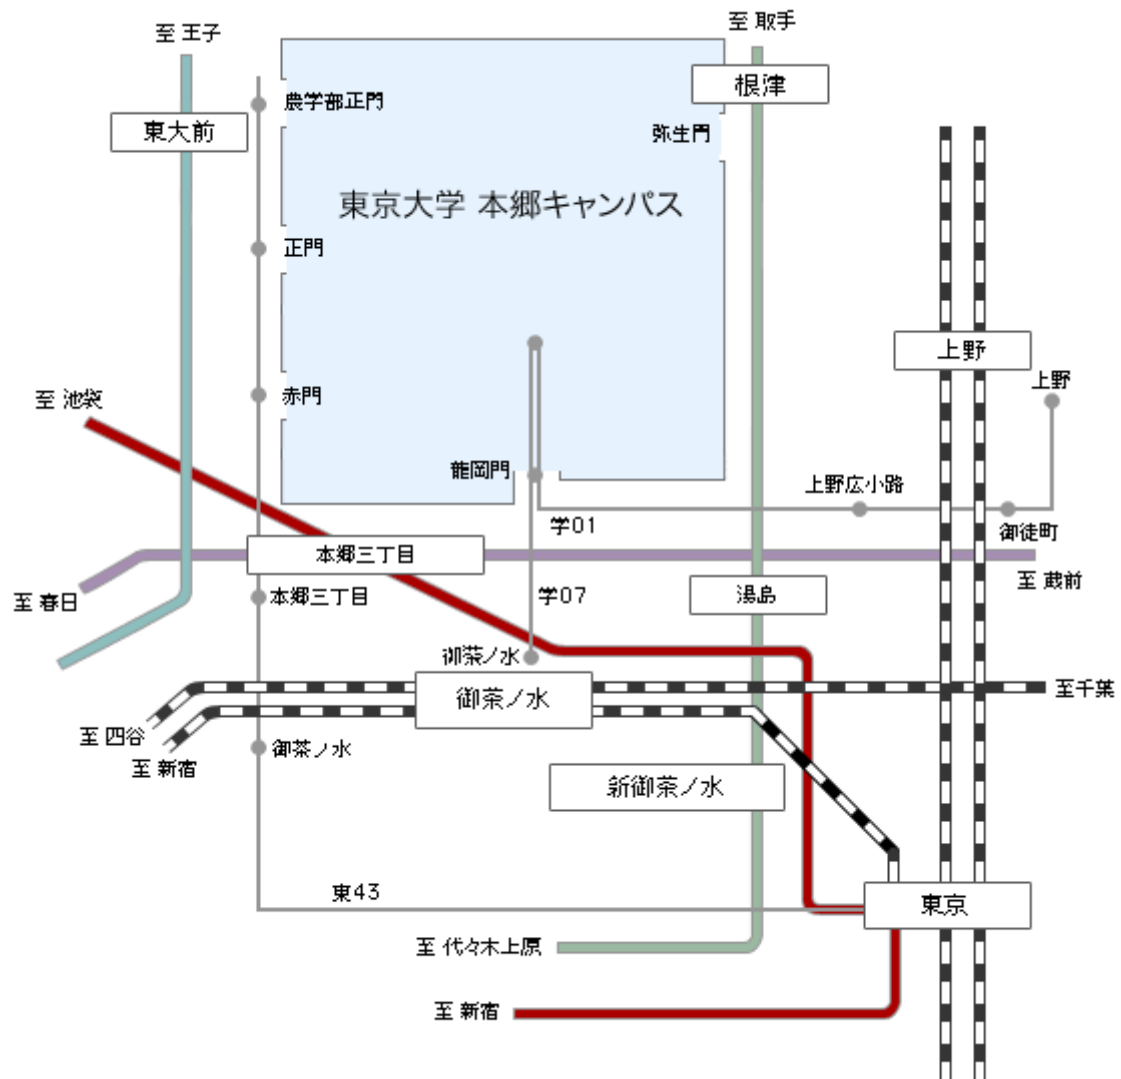 至 王子
至 取手
根津
農学部正門
東大前
弥生門
東京大学 本郷キャンパス
正門
上野
上野
至 池袋
赤門
龍岡門
上野広小路
学01
御徒町
本郷三丁目
至 蔵前
至 春日
本郷三丁目
学07
湯島
御茶ノ水
至千葉
御茶ノ水
至 四谷
御茶ノ水
至 新宿
新御茶ノ水
東43
東京
至 代々木上原
至 新宿